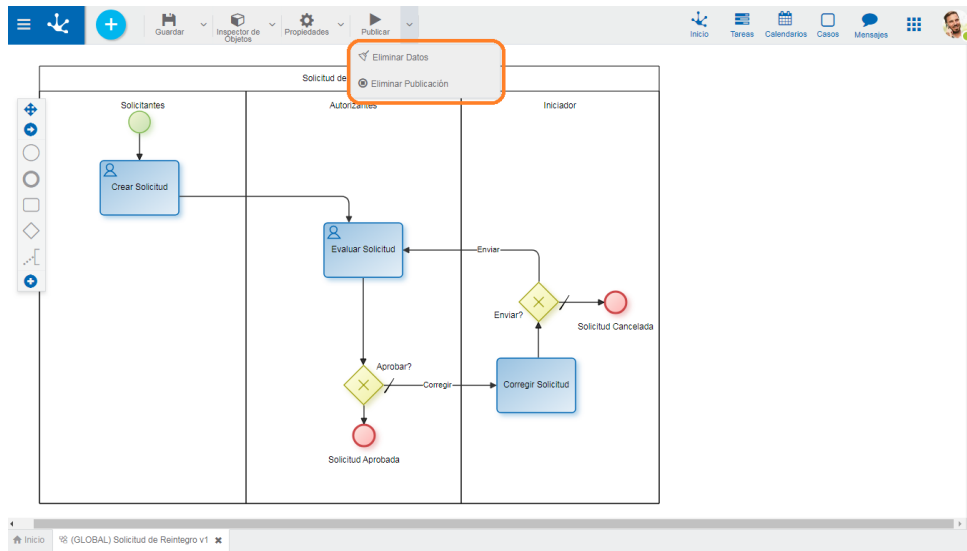 Guardar
Inspector de
Objetos
Propiedades
Publicar
Inicio
Tareas
Calendarios
Casos
Mensajes
Eliminar Datos
Eliminar Publicación
Solicitud de
Solicitantes
Autorizantes
Iniciador
Crear Solicitud
Evaluar Solicitud
Enviar
Enviar?
Solicitud Cancelada
Aprobar?
Corregir
Corregir Solicitud
Solicitud Aprobada
Inicio
(GLOBAL) Solicitud de Reintegro v1